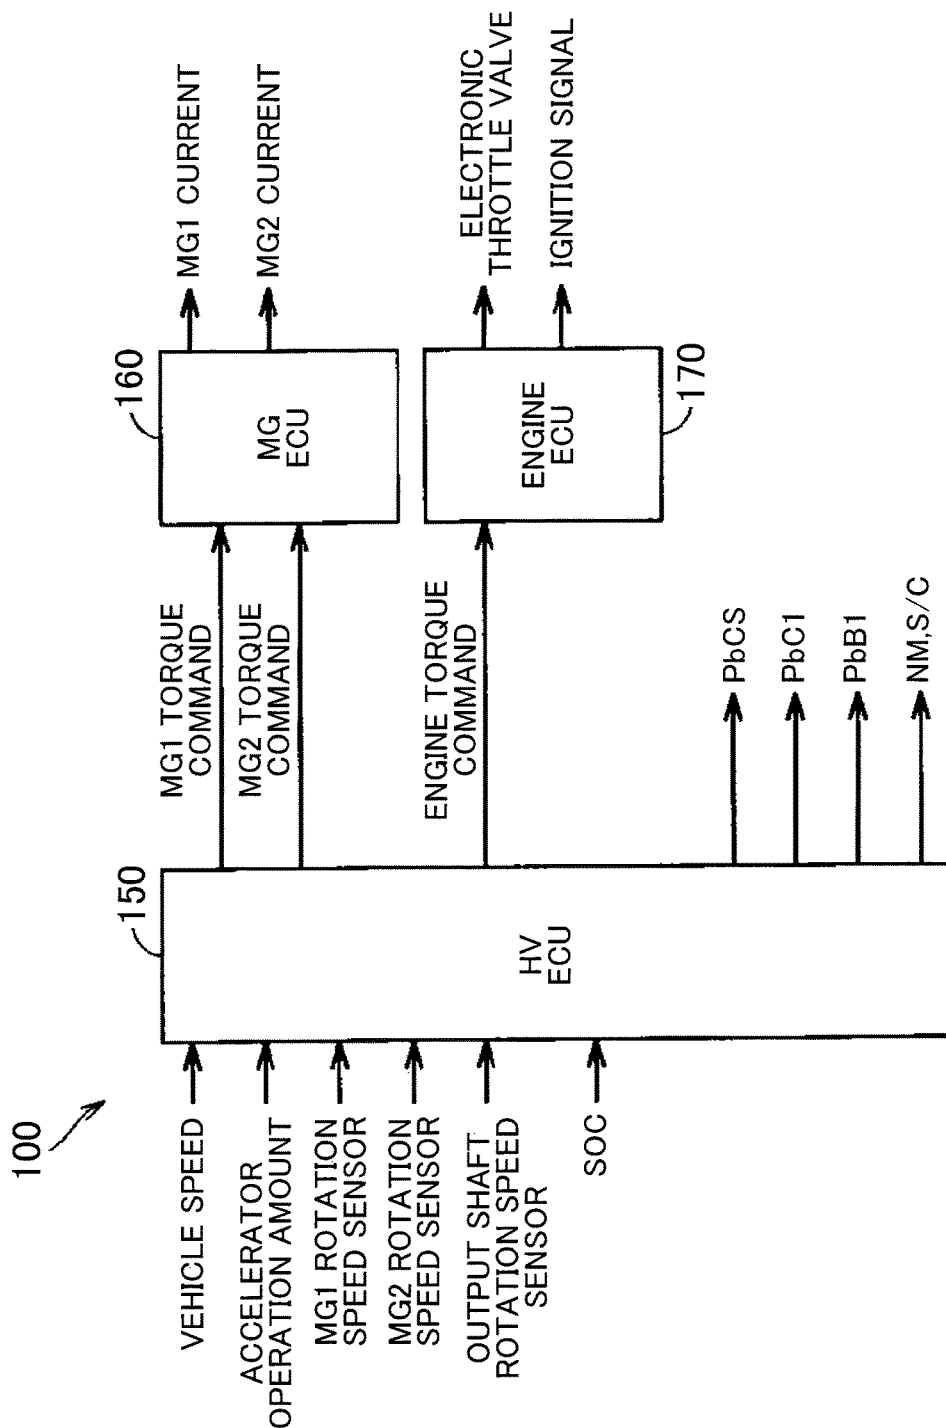 100
VEHICLE SPEED
ACCELERATOR
OPERATION AMOUNT
MG1 ROTATION
SPEED SENSOR
MG2 ROTATION
SPEED SENSOR
OUTPUT SHAFT
ROTATION SPEED
SENSOR
SOC
150
HV
ECU
MG1 TORQUE
COMMAND
MG2 TORQUE
COMMAND
ENGINE TORQUE
COMMAND
PbCS
PbC1
PbB1
NM,S/C
160
MG
ECU
ENGINE
ECU
170
MG1 CURRENT
MG2 CURRENT
ELECTRONIC
THROTTLE VALVE
IGNITION SIGNAL